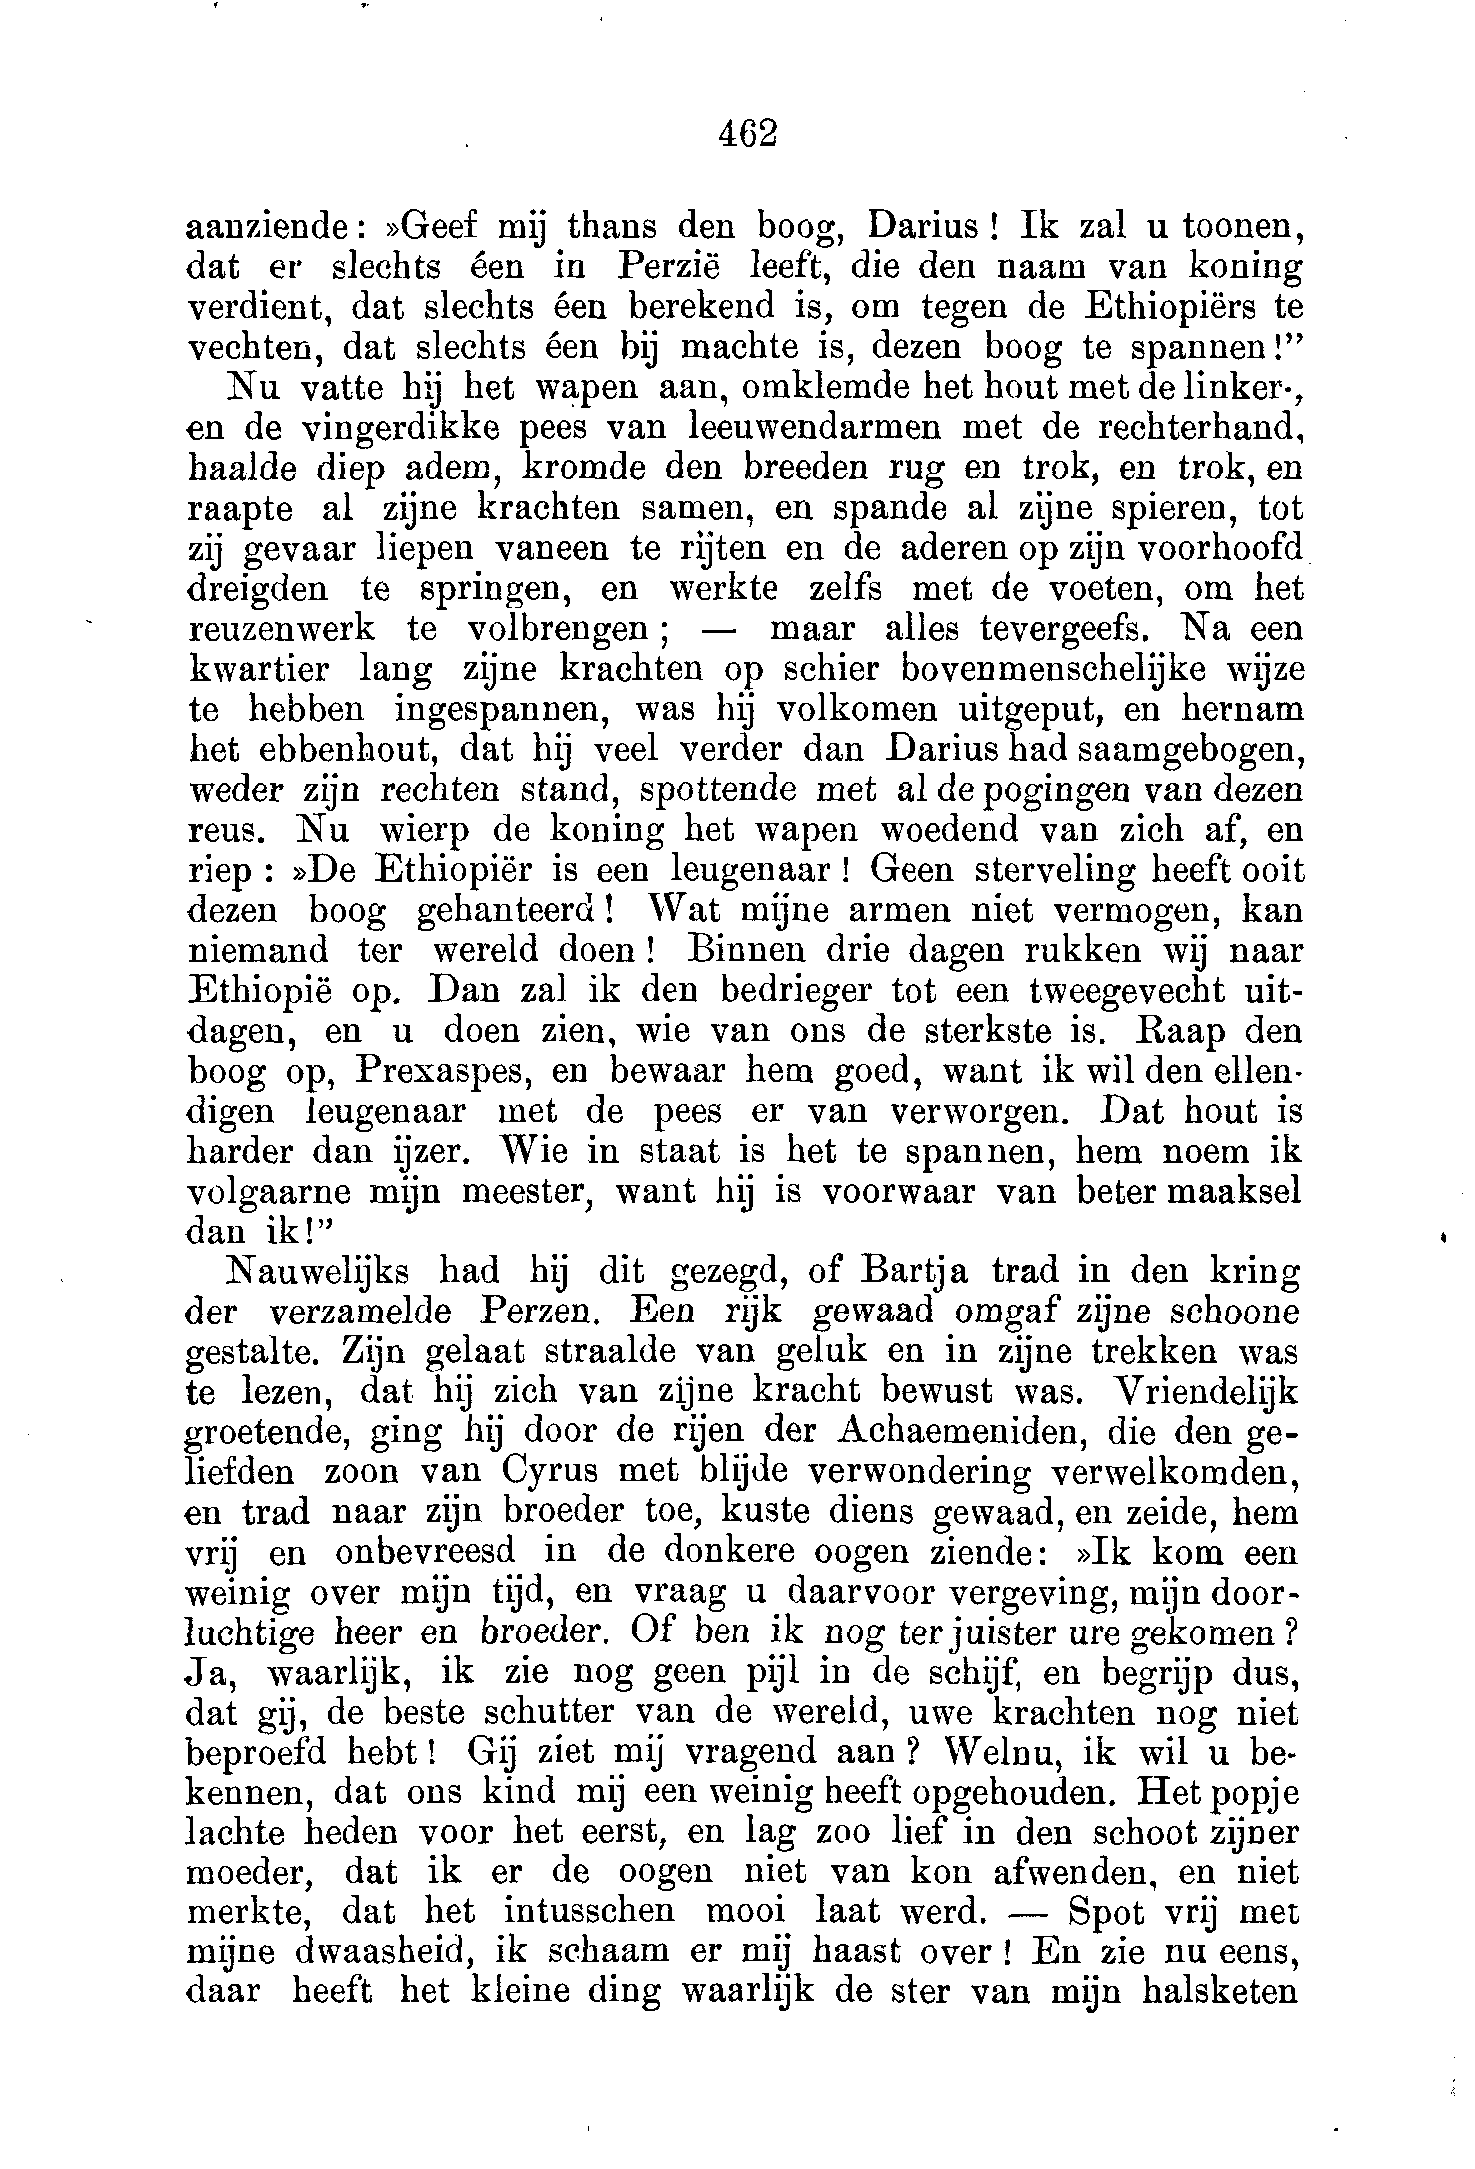 462
aanziende: »Geef mij thans den boog, Darius! Ik zal u toonen,
dat er slechts éen in Perzië leeft, die den naam van koning
verdient, dat slechts éen berekend is, om tegen de Ethiopiërs te
vechten, dat slechts éen bij machte is, dezen boog te spannen!”
Nu vatte hij het wapen aan, omklemde het hout met de linker-,
en de vingerdikke pees van leeuwendarmen met de rechterhand,
haalde diep adem, kromde den breeden rug en trok, en trok, en
raapte al zijne krachten samen, en spande al zijne spieren, tot
zij gevaar liepen vaneen te rijten en de aderen op zijn voorhoofd
dreigden te springen, en werkte zelfs met de voeten, om het
reuzenwerk te volbrengen; — maar alles tevergeefs. Na een
kwartier lang zijne krachten op schier bovenmenschelijke wijze
te hebben ingespannen, was hij volkomen uitgeput, en hernam
het ebbenhout, dat hij veel verder dan Darius had saamgebogen,
weder zijn rechten stand, spottende met al de pogingen van dezen
reus. Nu wierp de koning het wapen woedend van zich af, en
riep: »De Ethiopiër is een leugenaar! Geen sterveling heeft ooit
dezen boog gehanteerd! Wat mijne armen niet vermogen, kan
niemand ter wereld doen! Binnen drie dagen rukken wij naar
Ethiopië op. Dan zal ik den bedrieger tot een tweegevecht uit-
dagen, en u doen zien, wie van ons de sterkste is. Raap den
boog op, Prexaspes, en bewaar hem goed, want ik wil den ellen-
digen leugenaar met de pees er van verworgen. Dat hout is
harder dan ijzer. Wie in staat is het te spannen, hem noem ik
volgaarne mijn meester, want hij is voorwaar van beter maaksel
dan ik!”
Nauwelijks had hij dit gezegd, of Bartja trad in den kring
der verzamelde Perzen. Een rijk gewaad omgaf zijne schoone
gestalte. Zijn gelaat straalde van geluk en in zijne trekken was
te lezen, dat hij zich van zijne kracht bewust was. Vriendelijk
groetende, ging hij door de rijen der Achaemeniden, die den ge-
liefden zoon van Cyrus met blijde verwondering verwelkomden,
en trad naar zijn broeder toe, kuste diens gewaad, en zeide, hem
vrij en onbevreesd in de donkere oogen ziende: »Ik kom een
weinig over mijn tijd, en vraag u daarvoor vergeving, mijn door-
luchtige heer en broeder. Of ben ik nog ter juister ure gekomen?
Ja, waarlijk, ik zie nog geen pijl in de schijf, en begrijp dus,
dat gij, de beste schutter van de wereld, uwe krachten nog niet
beproefd hebt! Gij ziet mij vragend aan? Welnu, ik wil u be-
kennen, dat ons kind mij een weinig heeft opgehouden. Het popje
lachte heden voor het eerst, en lag zoo lief in den schoot zijner
moeder, dat ik er de oogen niet van kon afwenden, en niet
merkte, dat het intusschen mooi laat werd. — Spot vrij met
mijne dwaasheid, ik schaam er mij haast over! En zie nu eens,
daar heeft het kleine ding waarlijk de ster van mijn halsketen